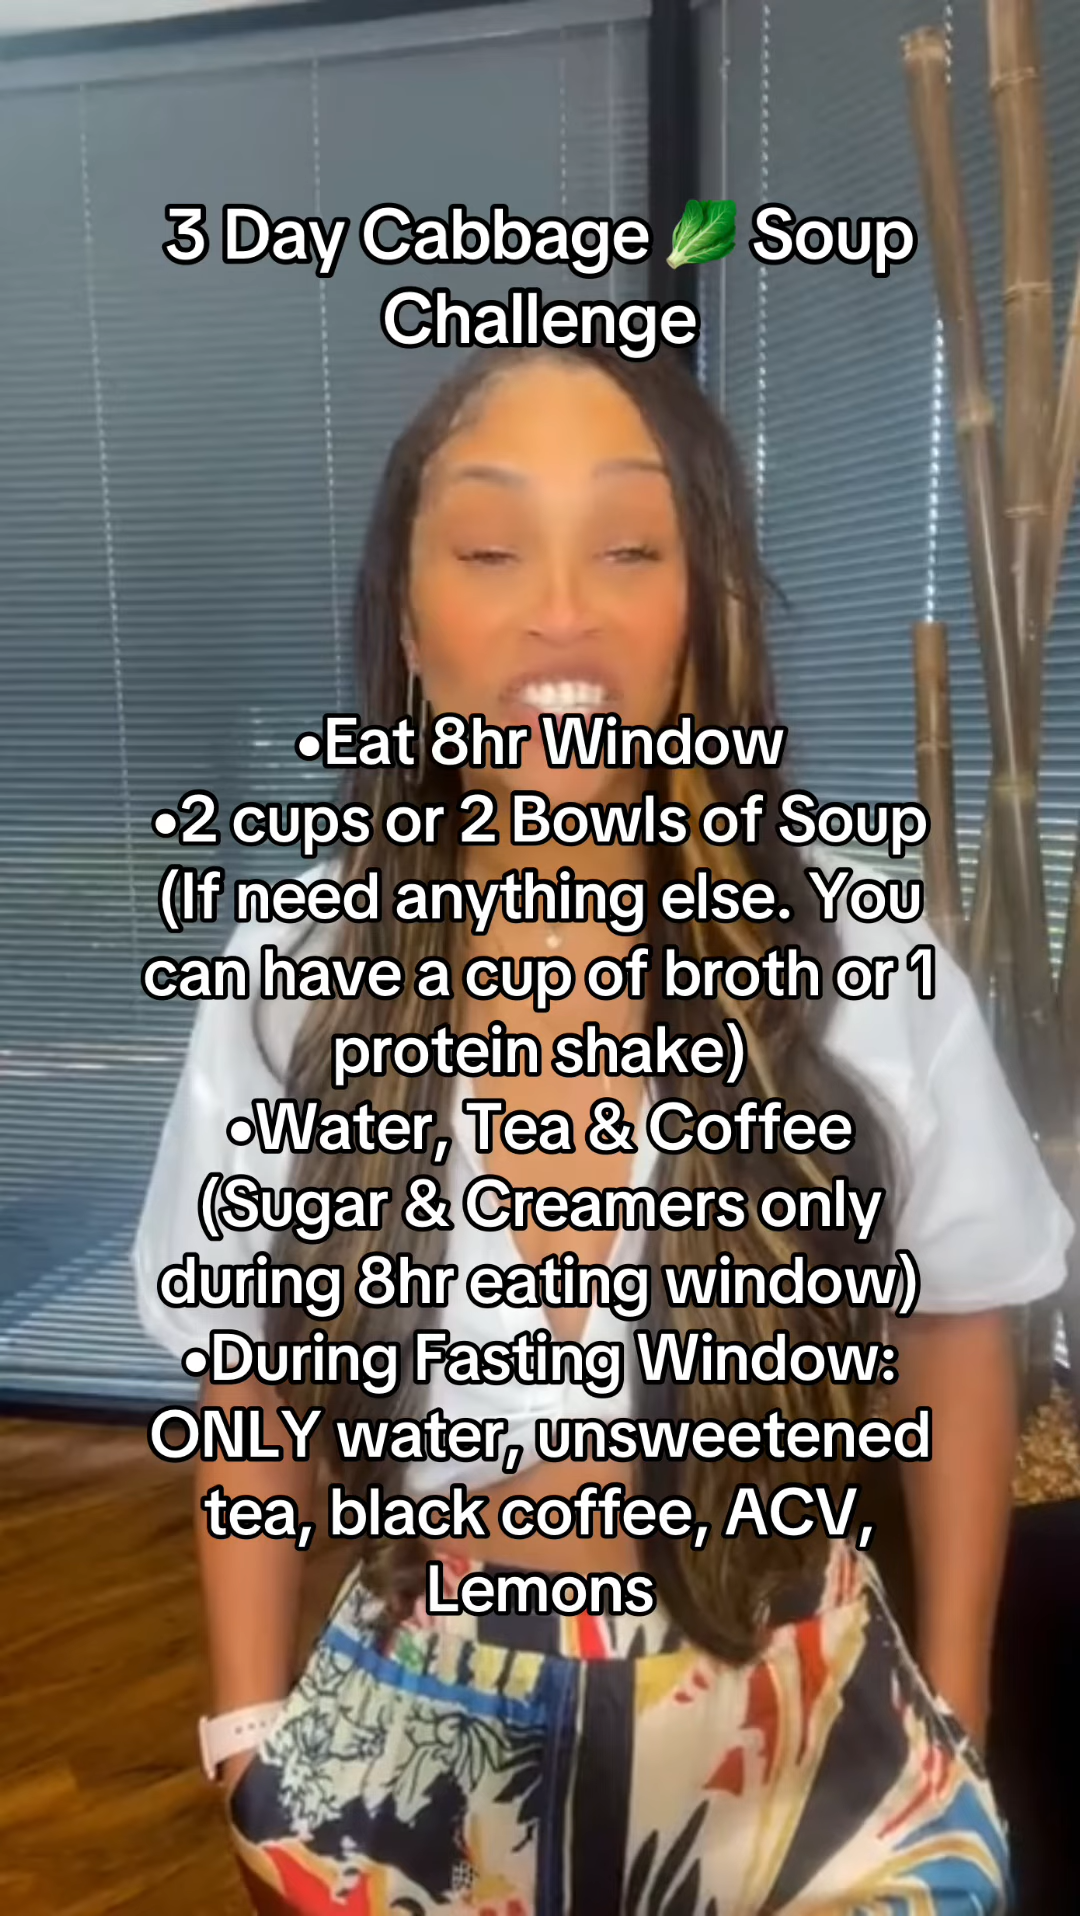 3 Day Cabbage 🥬 Soup
Challenge
•Eat 8hr Window
•2 cups or 2 Bowls of Soup
(If need anything else. You
can have a cup of broth or 1
protein shake)
•Water, Tea & Coffee
(Sugar & Creamers only
during 8hr eating window)
•During Fasting Window:
ONLY water, unsweetened
tea, black coffee, ACV,
Lemons